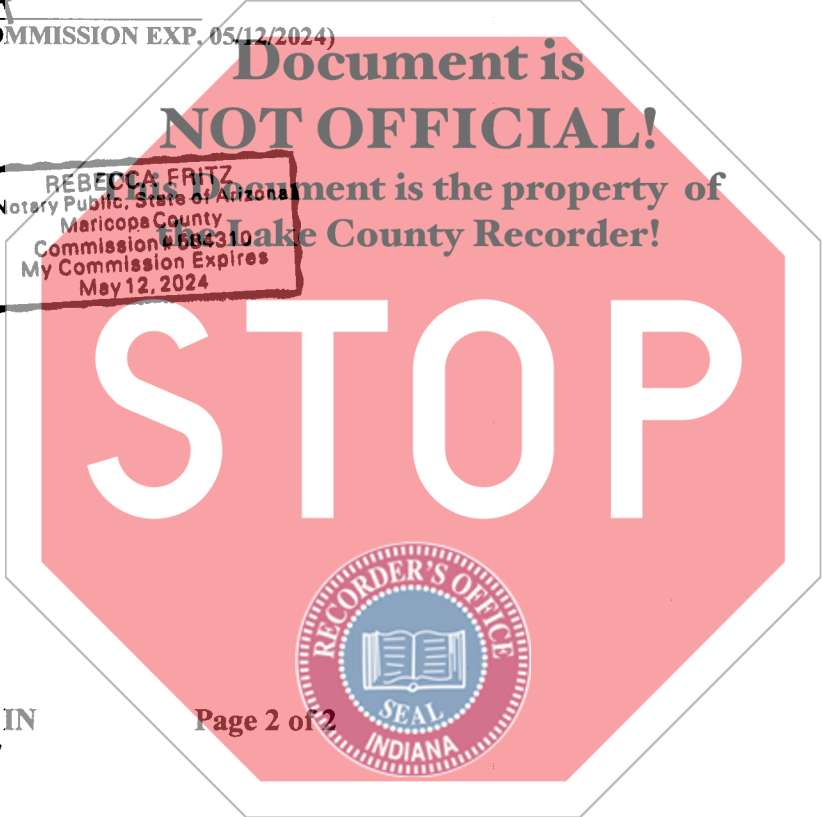 MMISSION EXP. 05/12/2024)
Document is
NOT OFFICIAL!
This Document is the property of
the Lake County Recorder!
REBECCA FRITZ
Notary Public, State of Arizona
Maricopa County
Commission # 684310
My Commission Expires
May 12, 2024
STOP
RECORDER'S OFFICE
SEAL
INDIANA
IN
Page 2 of 2